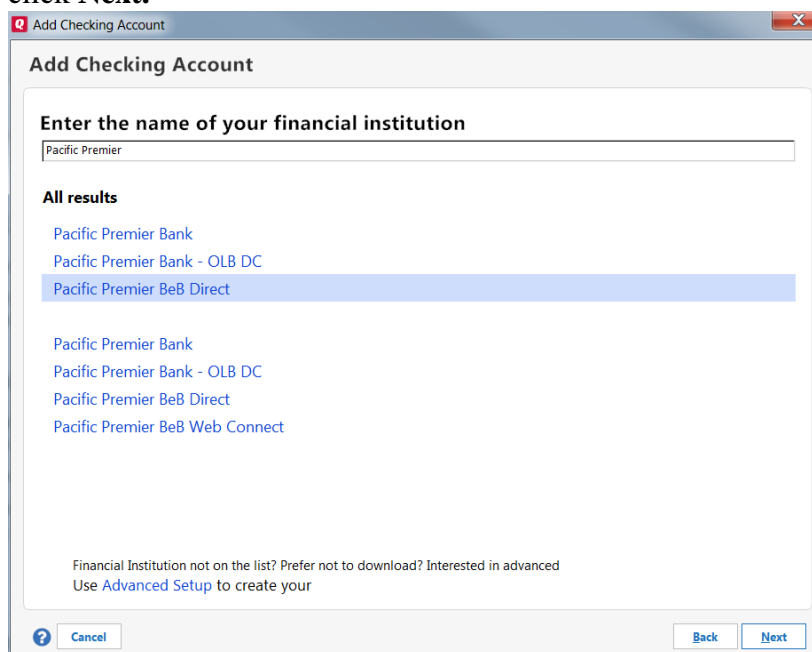 click Next.
Add Checking Account
Add Checking Account
Enter the name of your financial institution
Pacific Premier
All results
Pacific Premier Bank
Pacific Premier Bank - OLB DC
Pacific Premier BeB Direct
Pacific Premier Bank
Pacific Premier Bank - OLB DC
Pacific Premier BeB Direct
Pacific Premier BeB Web Connect
Financial Institution not on the list? Prefer not to download? Interested in advanced
Use Advanced Setup to create your
? Cancel Back Next